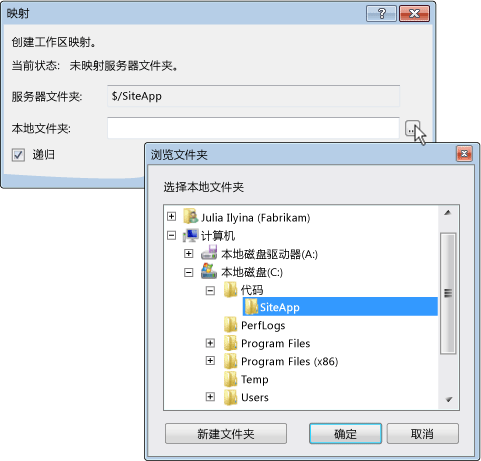 映射
创建工作区映射。
当前状态: 未映射服务器文件夹。
服务器文件夹: $/SiteApp
本地文件夹:
递归
浏览文件夹
选择本地文件夹
Julia Ilyina (Fabrikam)
计算机
本地磁盘驱动器(A:)
本地磁盘(C:)
代码
SiteApp
PerfLogs
Program Files
Program Files (x86)
Temp
Users
新建文件夹 确定 取消